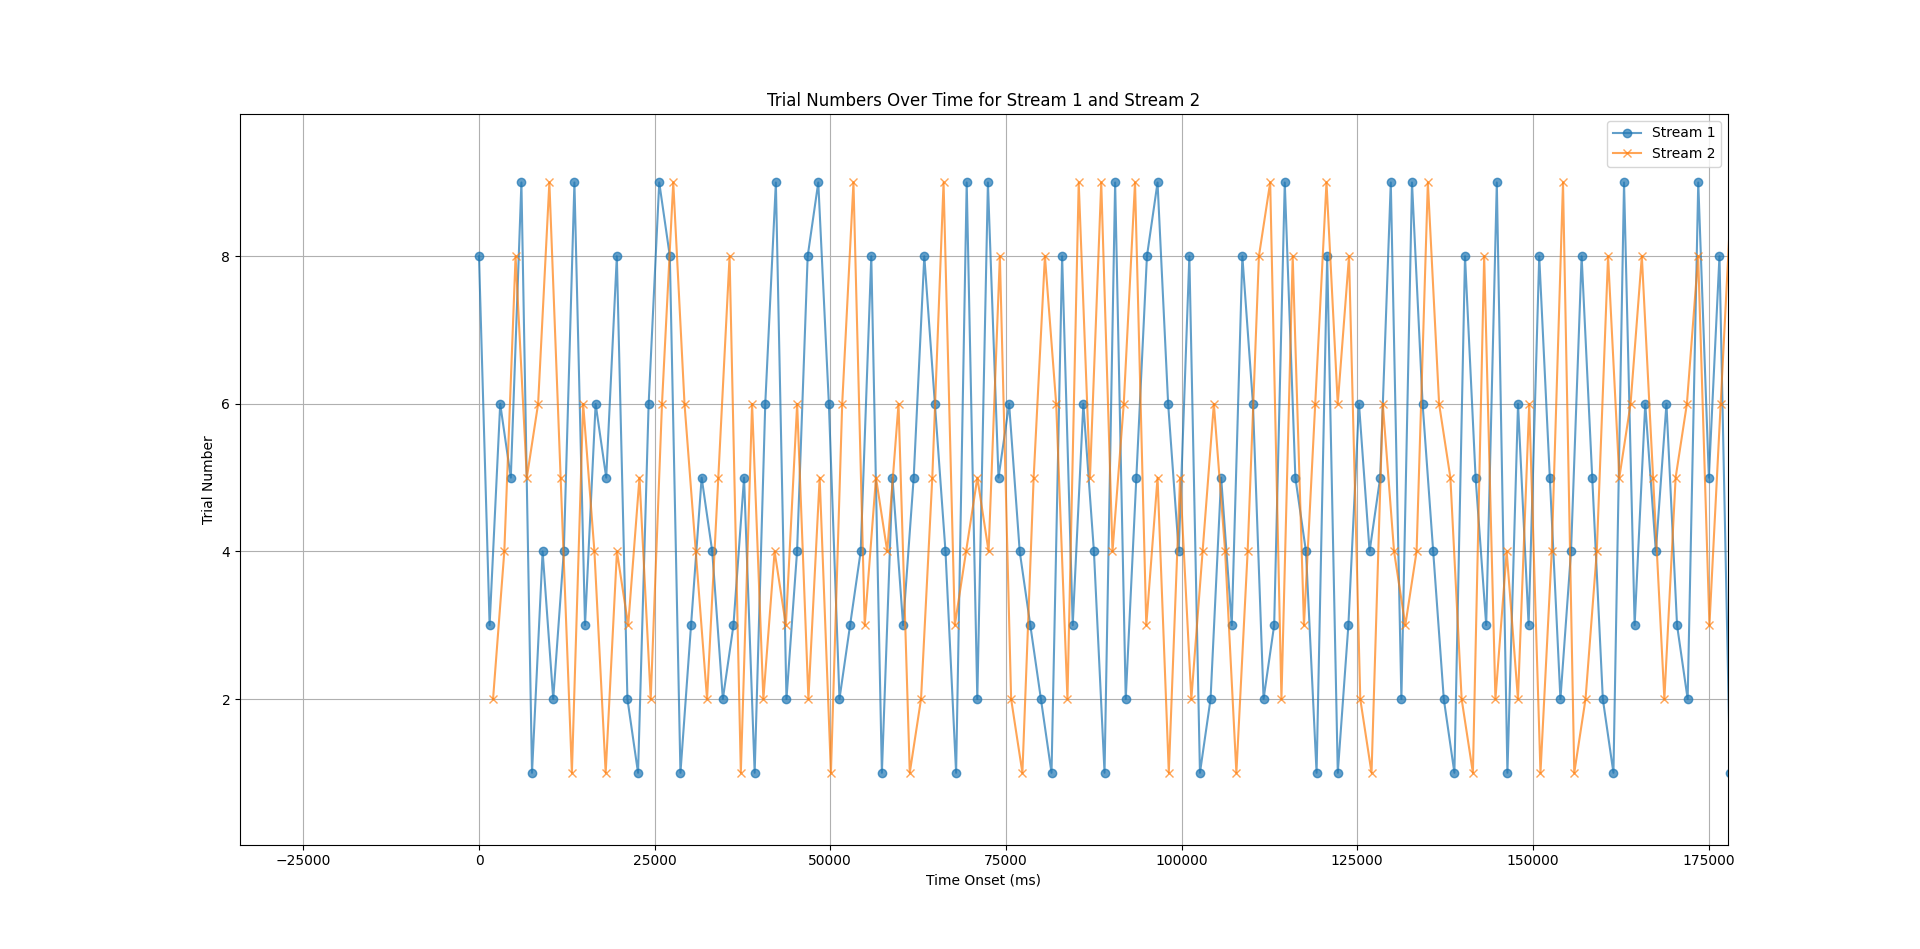 Trial Numbers Over Time for Stream 1 and Stream 2
Stream 1
Stream 2
8
6
4
2
Trial Number
−25000
0
25000
50000
75000
100000
125000
150000
175000
Time Onset (ms)